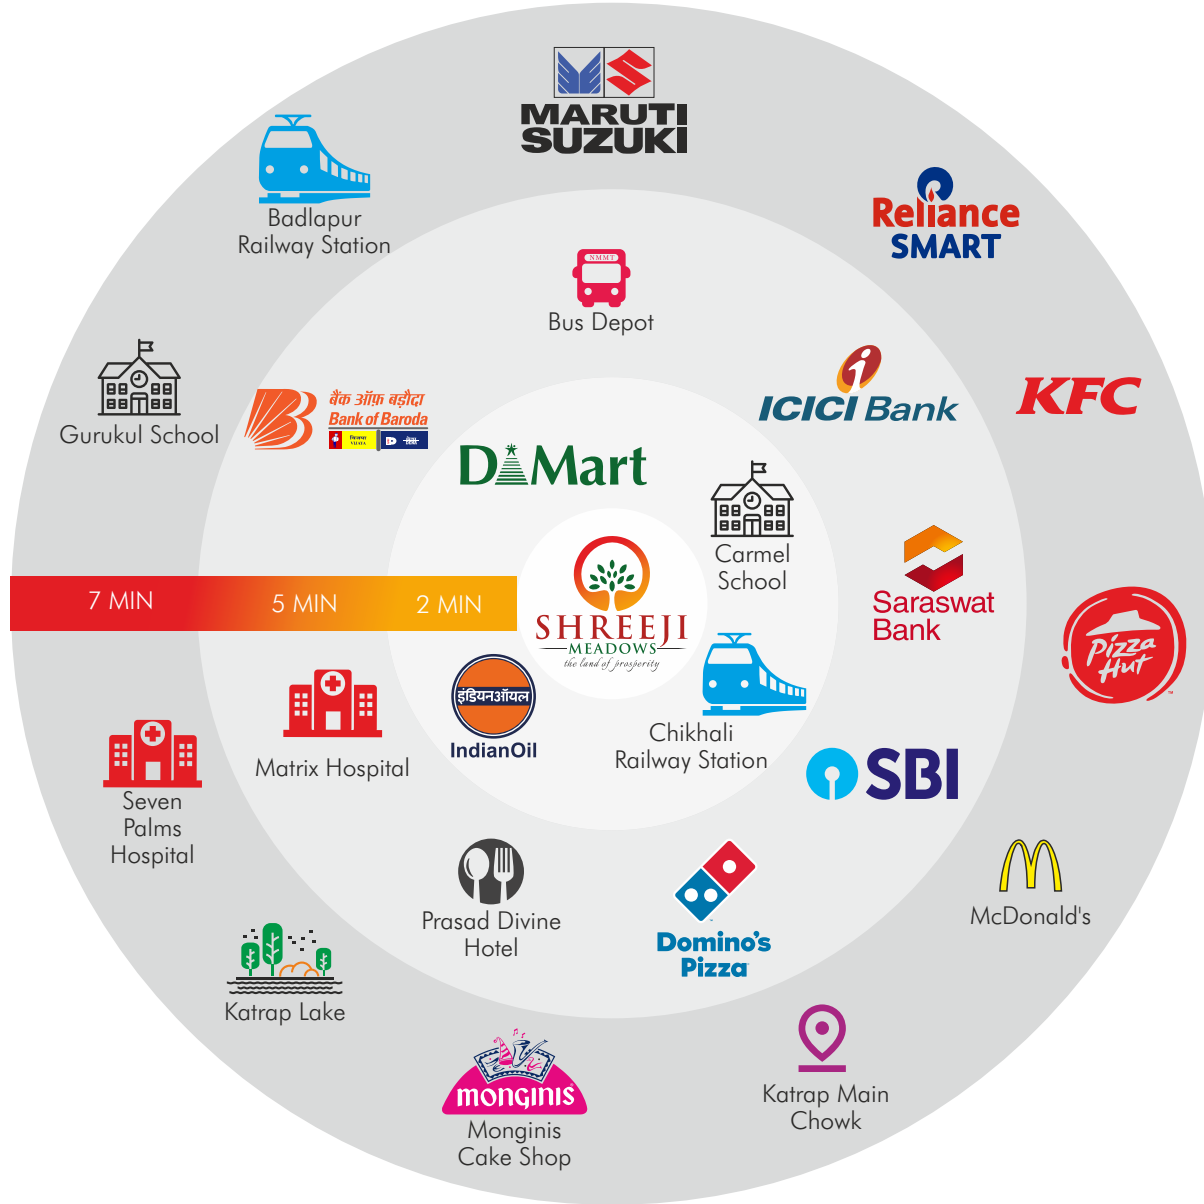 MARUTI
SUZUKI
Badlapur
Railway Station
Reliance
SMART
NMMT
Bus Depot
Gurukul School
बैंक ऑफ़ बड़ौदा
Bank of Baroda
VIJAYA
ICICI Bank
KFC
D Mart
Carmel
School
7 MIN
5 MIN
2 MIN
SHREEJI
MEADOWS
the land of prosperity
Saraswat
Bank
Pizza
Hut
™
इंडियनऑयल
IndianOil
Chikhali
Railway Station
Matrix Hospital
SBI
Seven
Palms
Hospital
Prasad Divine
Hotel
Domino's
Pizza
McDonald's
Katrap Lake
monginis
Monginis
Cake Shop
Katrap Main
Chowk